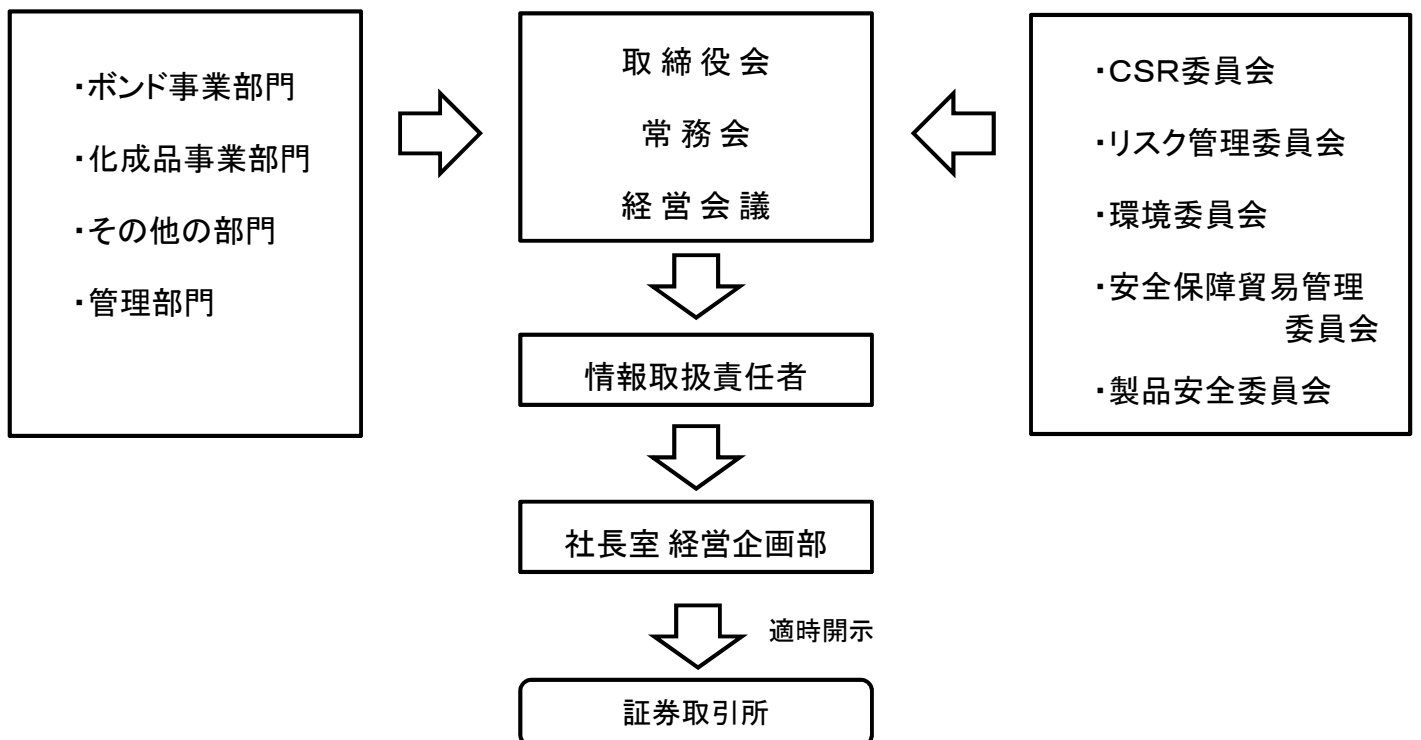 ・ボンド事業部門
・化成品事業部門
・その他の部門
・管理部門
取 締 役 会
常 務 会
経 営 会 議
・CSR委員会
・リスク管理委員会
・環境委員会
・安全保障貿易管理
委員会
・製品安全委員会
情報取扱責任者
社長室 経営企画部
適時開示
証券取引所